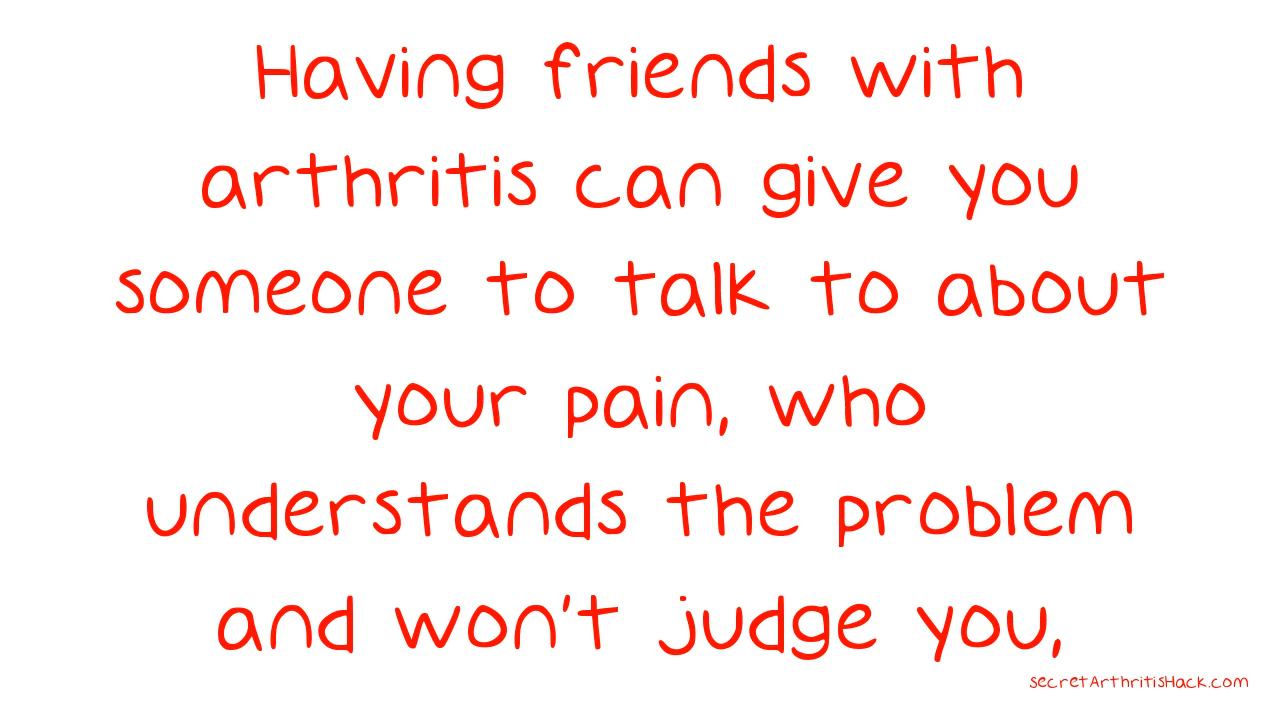 Having friends with
arthritis can give you
someone to talk to about
your pain, who
understands the problem
and won't judge you,
secretArthritisHack.com